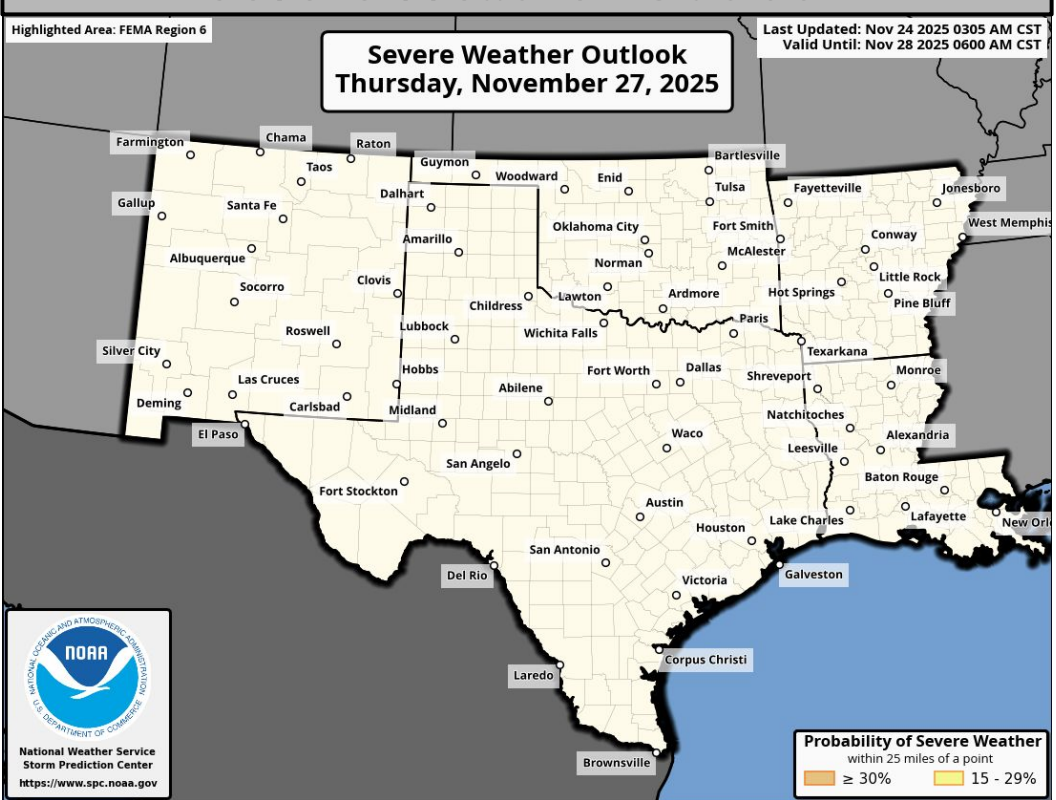 Highlighted Area: FEMA Region 6
Severe Weather Outlook
Thursday, November 27, 2025
Last Updated: Nov 24 2025 0305 AM CST
Valid Until: Nov 28 2025 0600 AM CST
Farmington
Chama
Raton
Taos
Guymon
Woodward
Enid
Bartlesville
Tulsa
Fayetteville
Jonesboro
Gallup
Santa Fe
Dalhart
Amarillo
Oklahoma City
Fort Smith
West Memphis
Albuquerque
Norman
McAlester
Conway
Socorro
Clovis
Childress
Lawton
Ardmore
Hot Springs
Little Rock
Pine Bluff
Roswell
Lubbock
Wichita Falls
Paris
Texarkana
Silver City
Las Cruces
Hobbs
Abilene
Fort Worth
Dallas
Shreveport
Monroe
Deming
Carlsbad
Midland
Natchitoches
El Paso
Waco
Leesville
Alexandria
San Angelo
Fort Stockton
Baton Rouge
Austin
Houston
Lake Charles
Lafayette
New Orl
San Antonio
Del Rio
Victoria
Galveston
Laredo
Corpus Christi
Brownsville
NATIONAL OCEANIC AND ATMOSPHERIC ADMINISTRATION
NOAA
U.S. DEPARTMENT OF COMMERCE
National Weather Service
Storm Prediction Center
https://www.spc.noaa.gov
Probability of Severe Weather
within 25 miles of a point
≥ 30%
15 - 29%